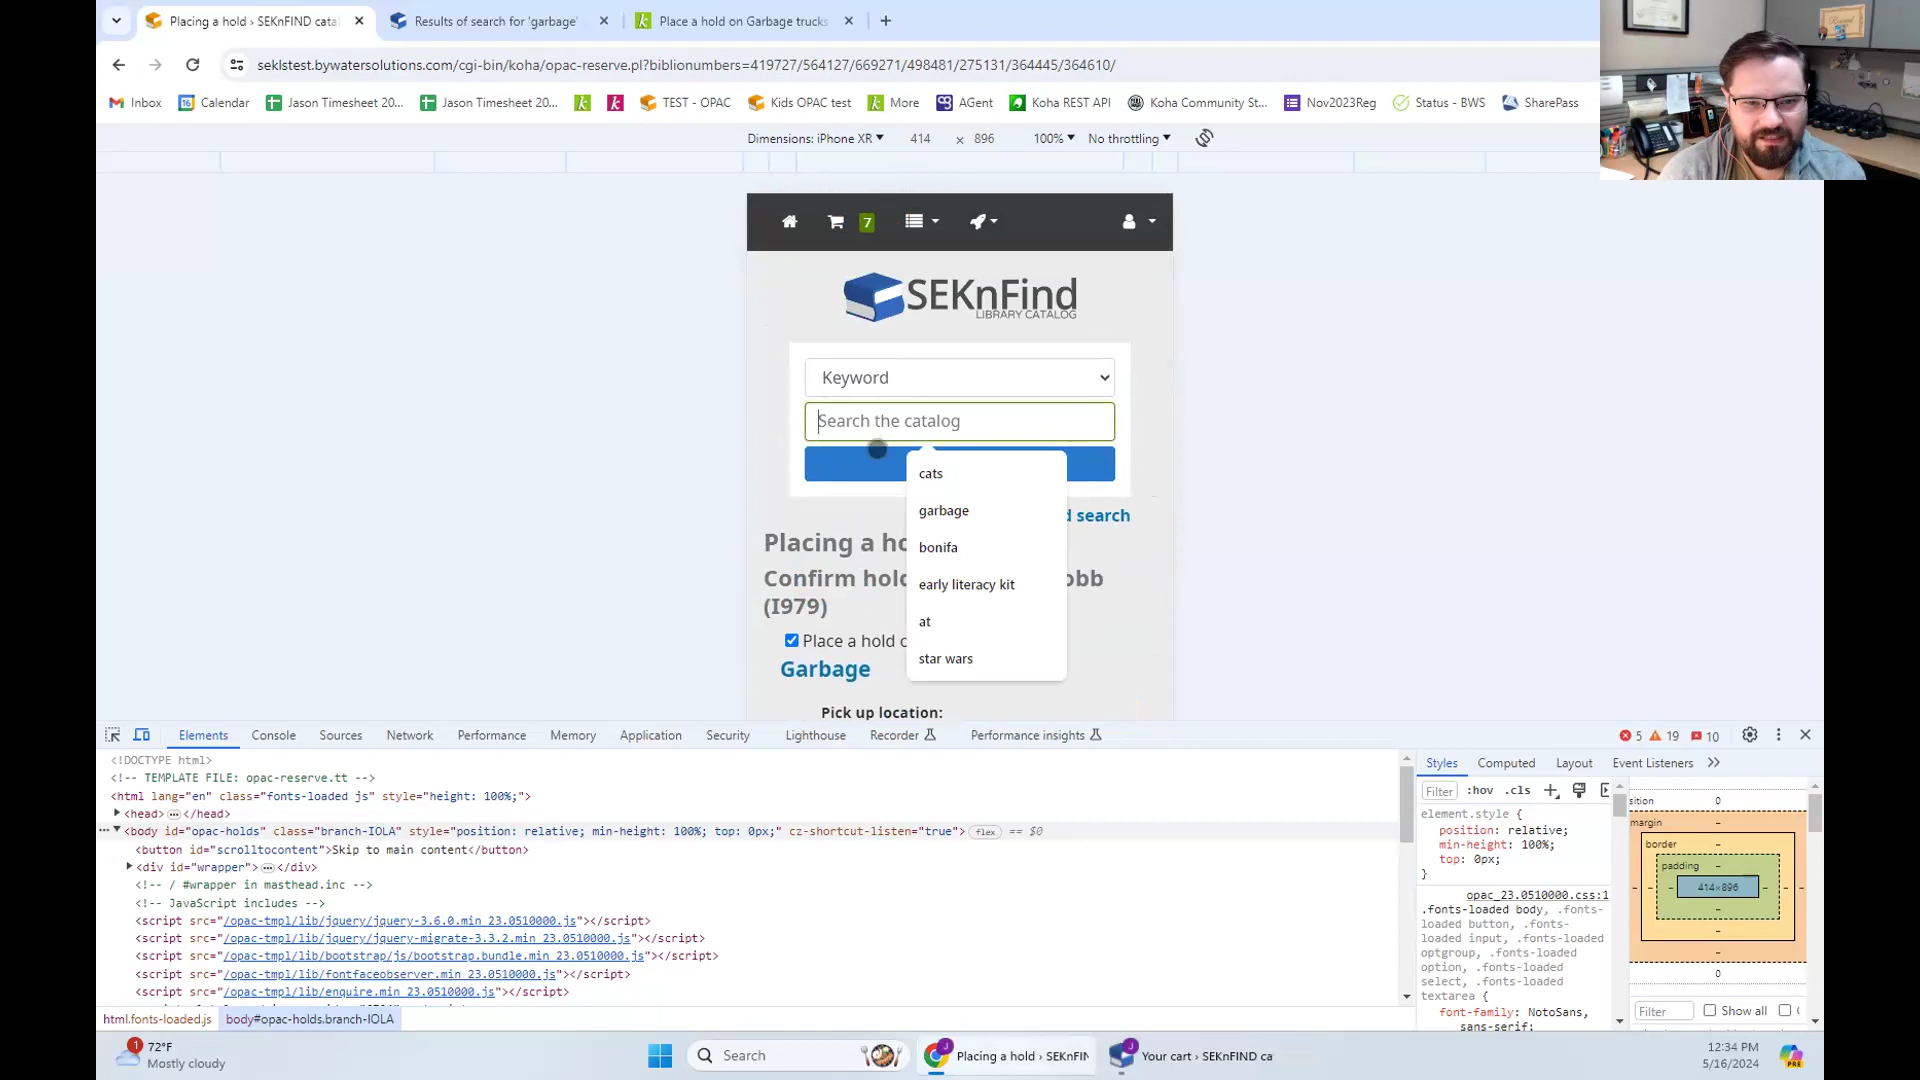 Placing a hold › SEKnFIND cata
Results of search for 'garbage'
Place a hold on Garbage trucks
seklstest.bywatersolutions.com/cgi-bin/koha/opac-reserve.pl?biblionumbers=419727/564127/669271/498481/275131/364445/364610/
Inbox
16 Calendar
Jason Timesheet 20...
Jason Timesheet 20...
TEST - OPAC
Kids OPAC test
More
AGent
Koha REST API
Koha Community St...
Nov2023Reg
Status - BWS
SharePass
Dimensions: iPhone XR 414 × 896 100% No throttling
7
SEKnFind
LIBRARY CATALOG
Keyword
Search the catalog
cats
garbage
bonifa
early literacy kit
at
star wars
d search
Placing a ho
Confirm hold obb
(I979)
Place a hold o
Garbage
Pick up location:
Elements Console Sources Network Performance Memory Application Security Lighthouse Recorder Performance insights 5 19 10
<!DOCTYPE html>
<!-- TEMPLATE FILE: opac-reserve.tt -->
<html lang="en" class="fonts-loaded js" style="height: 100%;">
<head> ⋯ </head>
<body id="opac-holds" class="branch-IOLA" style="position: relative; min-height: 100%; top: 0px;" cz-shortcut-listen="true"> flex == $0
<button id="scrolltocontent">Skip to main content</button>
<div id="wrapper"> ⋯ </div>
<!-- / #wrapper in masthead.inc -->
<!-- JavaScript includes -->
<script src="/opac-tmpl/lib/jquery/jquery-3.6.0.min_23.0510000.js"></script>
<script src="/opac-tmpl/lib/jquery/jquery-migrate-3.3.2.min_23.0510000.js"></script>
<script src="/opac-tmpl/lib/bootstrap/js/bootstrap.bundle.min_23.0510000.js"></script>
<script src="/opac-tmpl/lib/fontfaceobserver.min_23.0510000.js"></script>
<script src="/opac-tmpl/lib/enquire.min_23.0510000.js"></script>
html.fonts-loaded.js body#opac-holds.branch-IOLA
Styles Computed Layout Event Listeners
Filter :hov .cls
element.style {
position: relative;
min-height: 100%;
top: 0px;
}
opac_23.0510000.css:1
.fonts-loaded body, .fonts-
loaded button, .fonts-
loaded input, .fonts-loaded
optgroup, .fonts-loaded
option, .fonts-loaded
select, .fonts-loaded
textarea {
font-family: NotoSans,
sans-serif;
sition 0
margin -
border -
padding -
414×896
0
Filter Show all
1
72°F
Mostly cloudy
Search
Placing a hold › SEKnFIN
Your cart › SEKnFIND ca
12:34 PM
5/16/2024
PRE